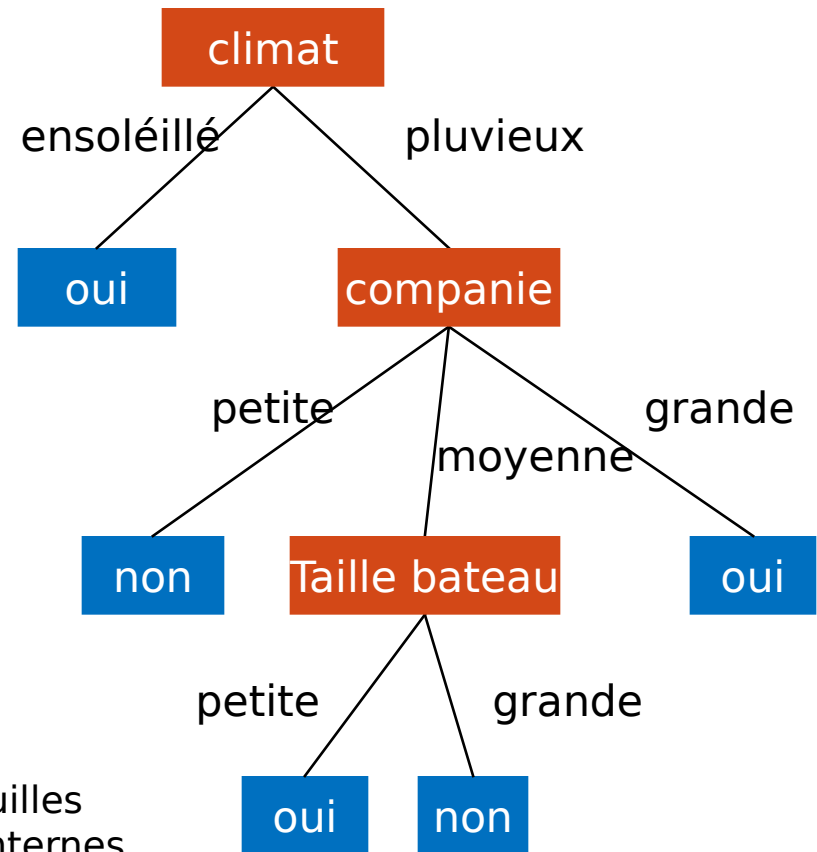 climat
ensoléillé
pluvieux
oui
companie
petite
grande
moyenne
non
Taille bateau
oui
petite
grande
oui
non